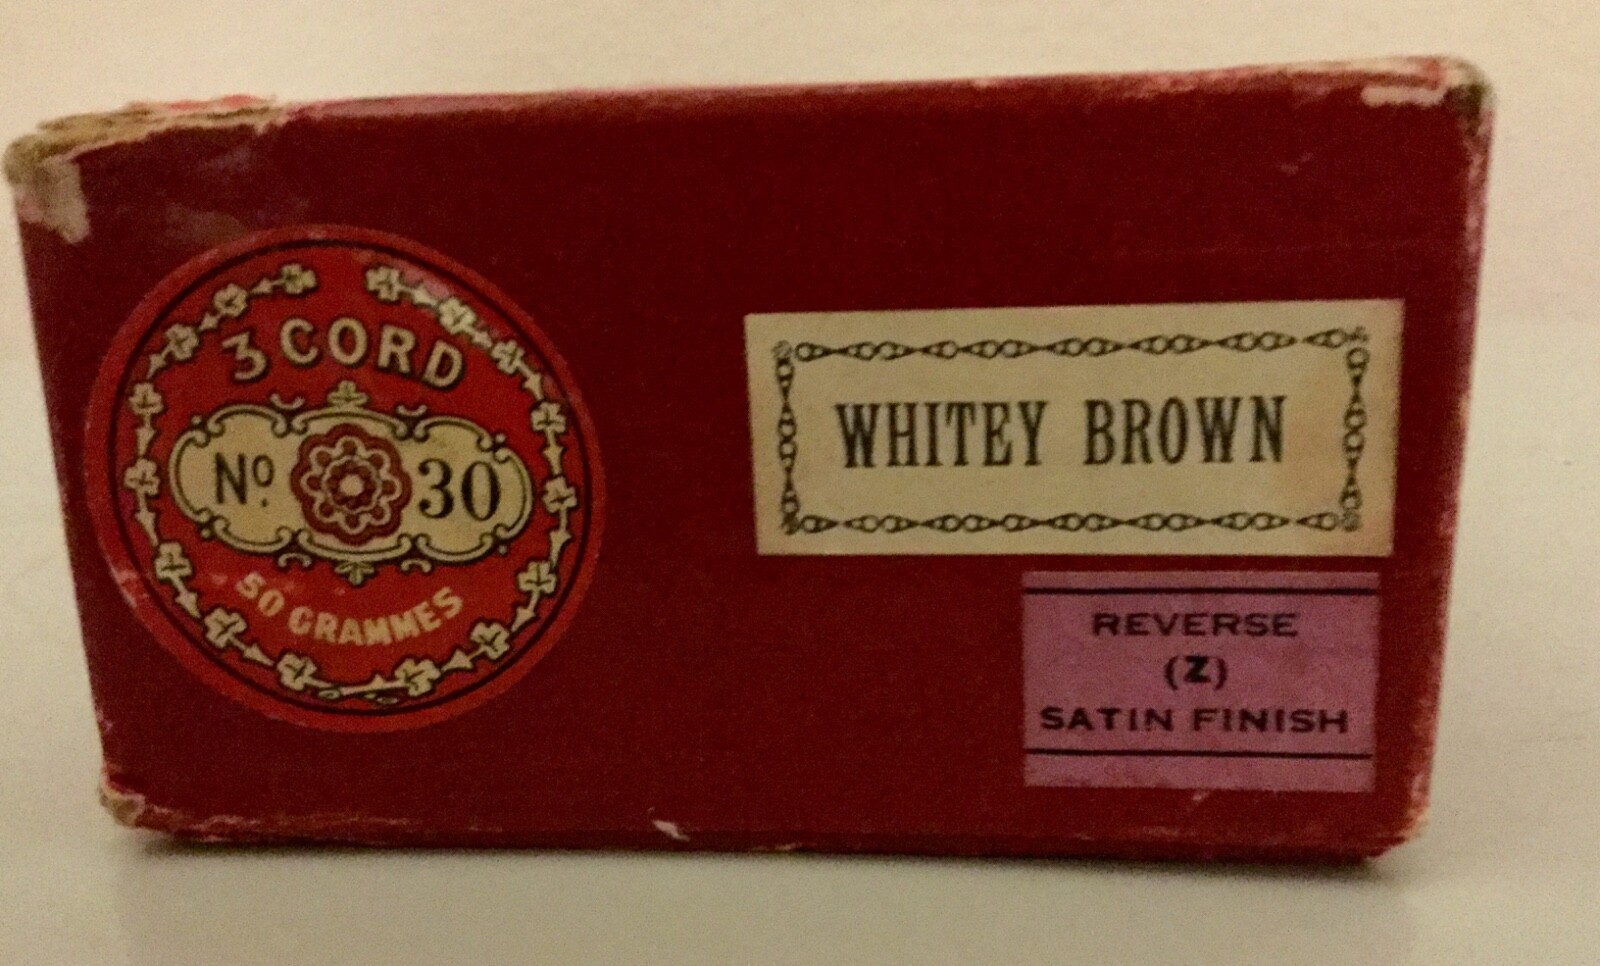 3 CORD
Nº 30
50 GRAMMES
WHITEY BROWN
REVERSE
(Z)
SATIN FINISH